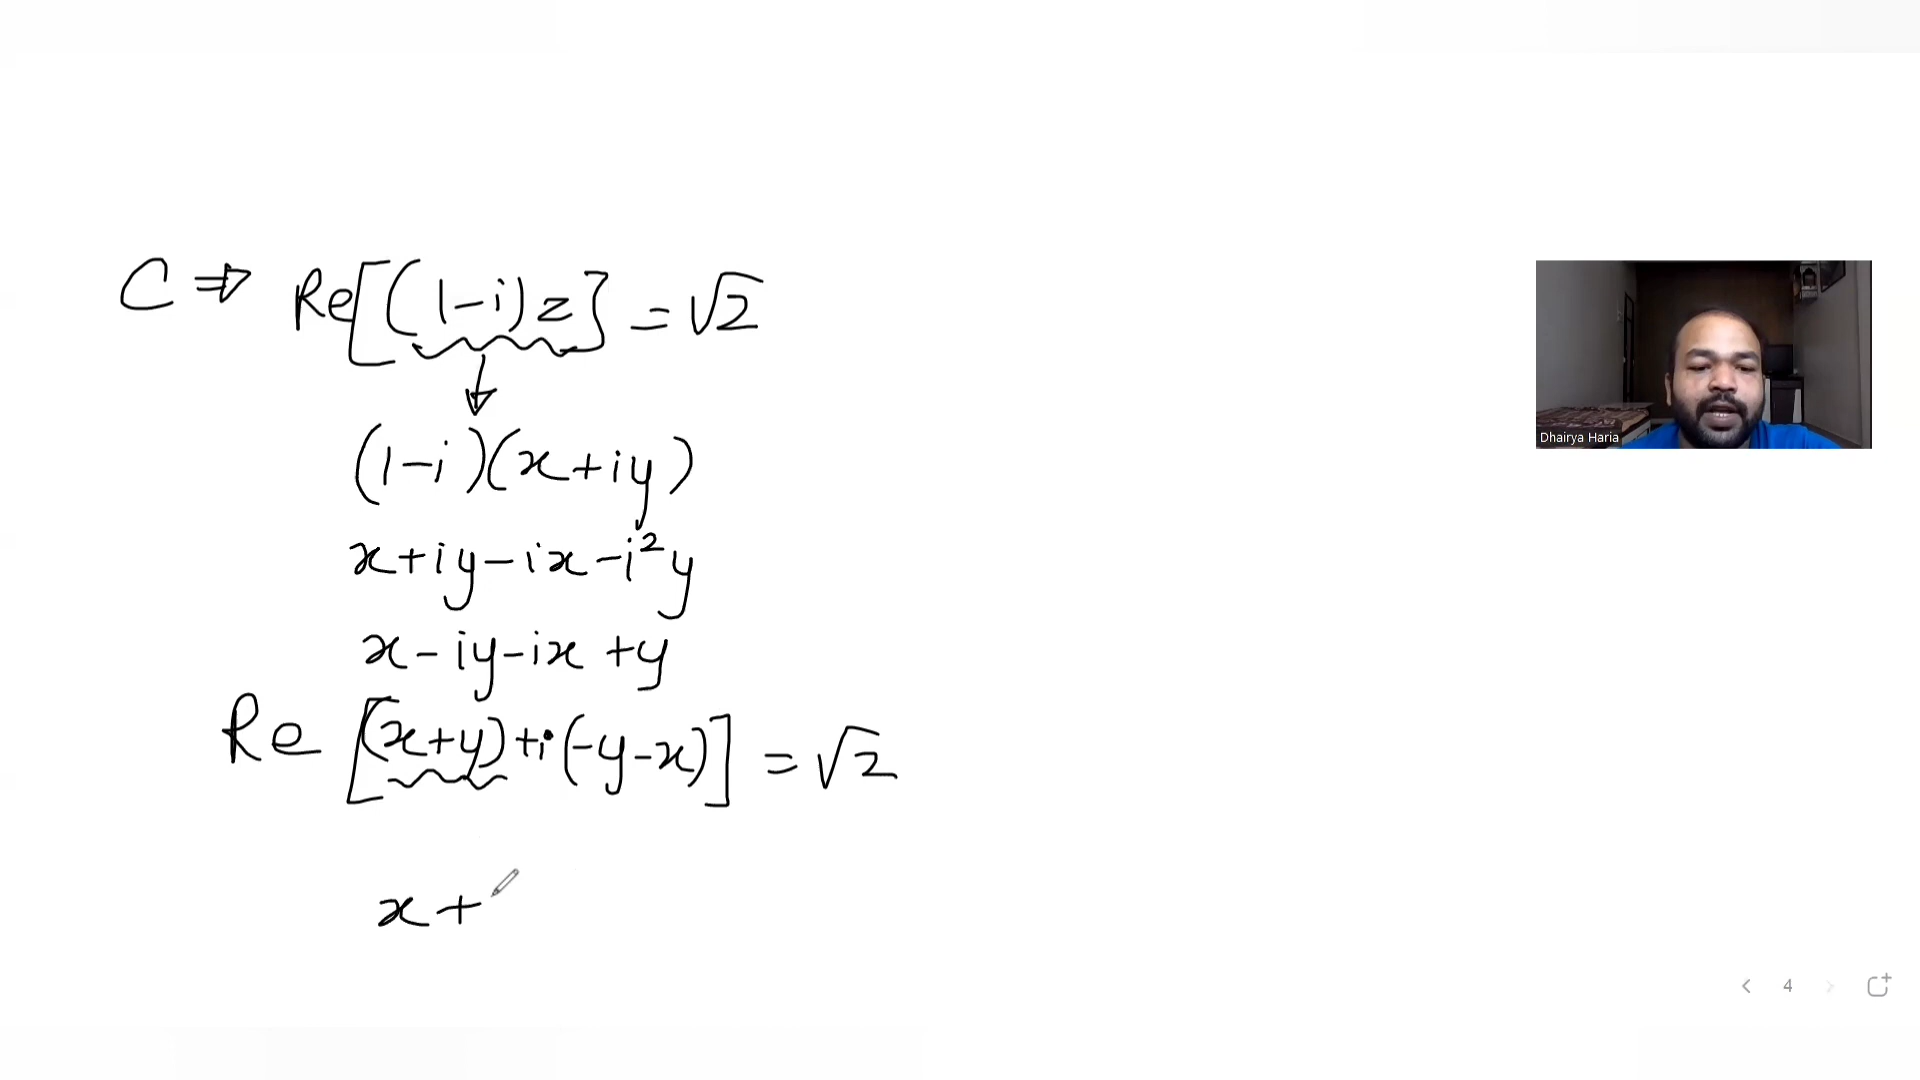 C ⇒ Re[(1-i)z] = √2
(1-i)(x+iy)
x+iy-ix-i²y
x-iy-ix+y
Re [(x+y)+i(-y-x)] = √2
x+
Dhairya Haria
4